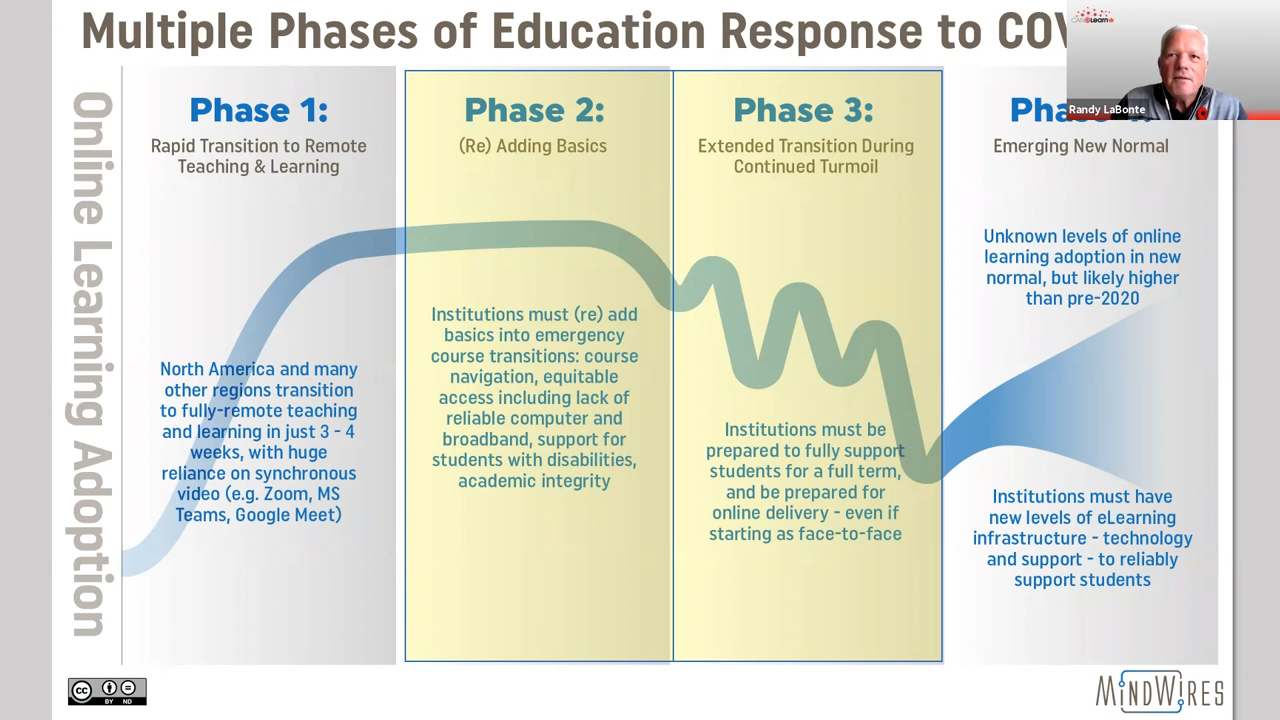 Multiple Phases of Education Response to COV
CANeLearn
Randy LaBonte
Online Learning Adoption
Phase 1:
Rapid Transition to Remote
Teaching & Learning
North America and many
other regions transition
to fully-remote teaching
and learning in just 3 - 4
weeks, with huge
reliance on synchronous
video (e.g. Zoom, MS
Teams, Google Meet)
Phase 2:
(Re) Adding Basics
Institutions must (re) add
basics into emergency
course transitions: course
navigation, equitable
access including lack of
reliable computer and
broadband, support for
students with disabilities,
academic integrity
Phase 3:
Extended Transition During
Continued Turmoil
Institutions must be
prepared to fully support
students for a full term,
and be prepared for
online delivery - even if
starting as face-to-face
Emerging New Normal
Unknown levels of online
learning adoption in new
normal, but likely higher
than pre-2020
Institutions must have
new levels of eLearning
infrastructure - technology
and support - to reliably
support students
CC BY ND
MINDWIRES